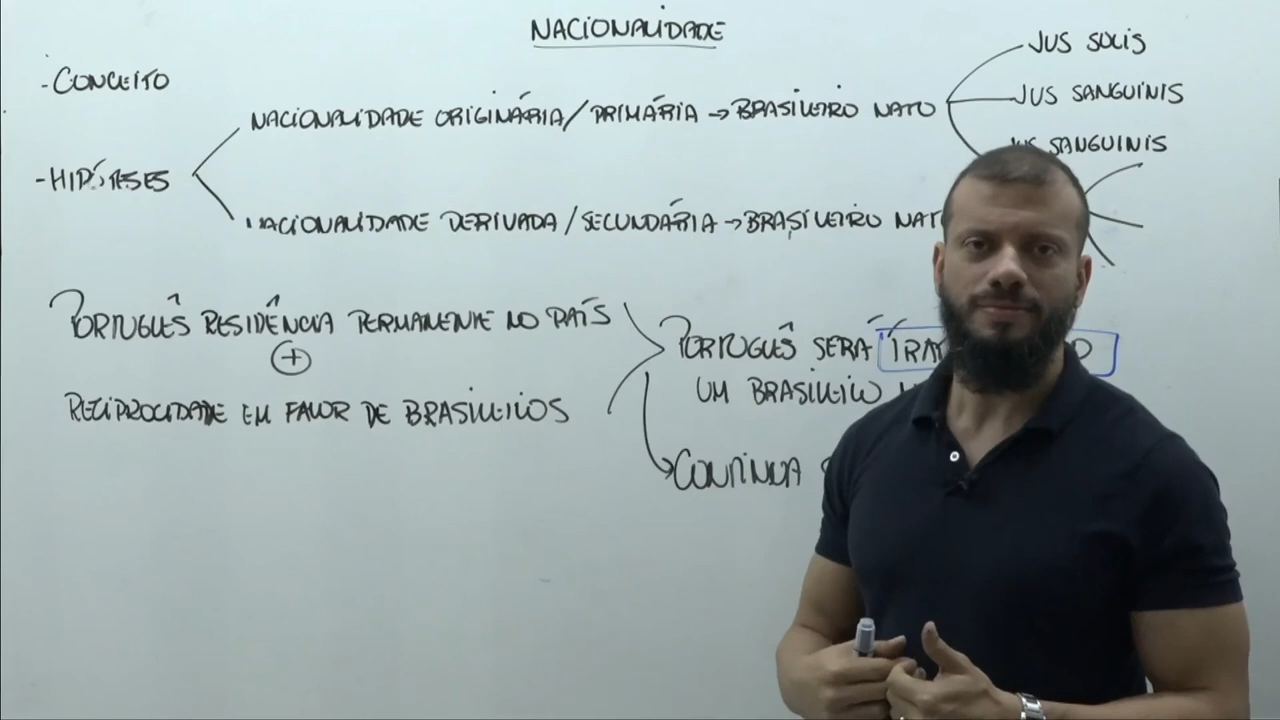 NACIONALIDADE
- CONCEITO
- HIPÓTESES
NACIONALIDADE ORIGINÁRIA / PRIMÁRIA → BRASILEIRO NATO
JUS SOLIS
JUS SANGUINIS
SANGUINIS
NACIONALIDADE DERIVADA / SECUNDÁRIA → BRASILEIRO
PORTUGUÊS RESIDÊNCIA PERMANENTE NO PAÍS
+
RECIPROCIDADE EM FAVOR DE BRASILEIROS
PORTUGUÊS SERÁ
UM
CONTINUA